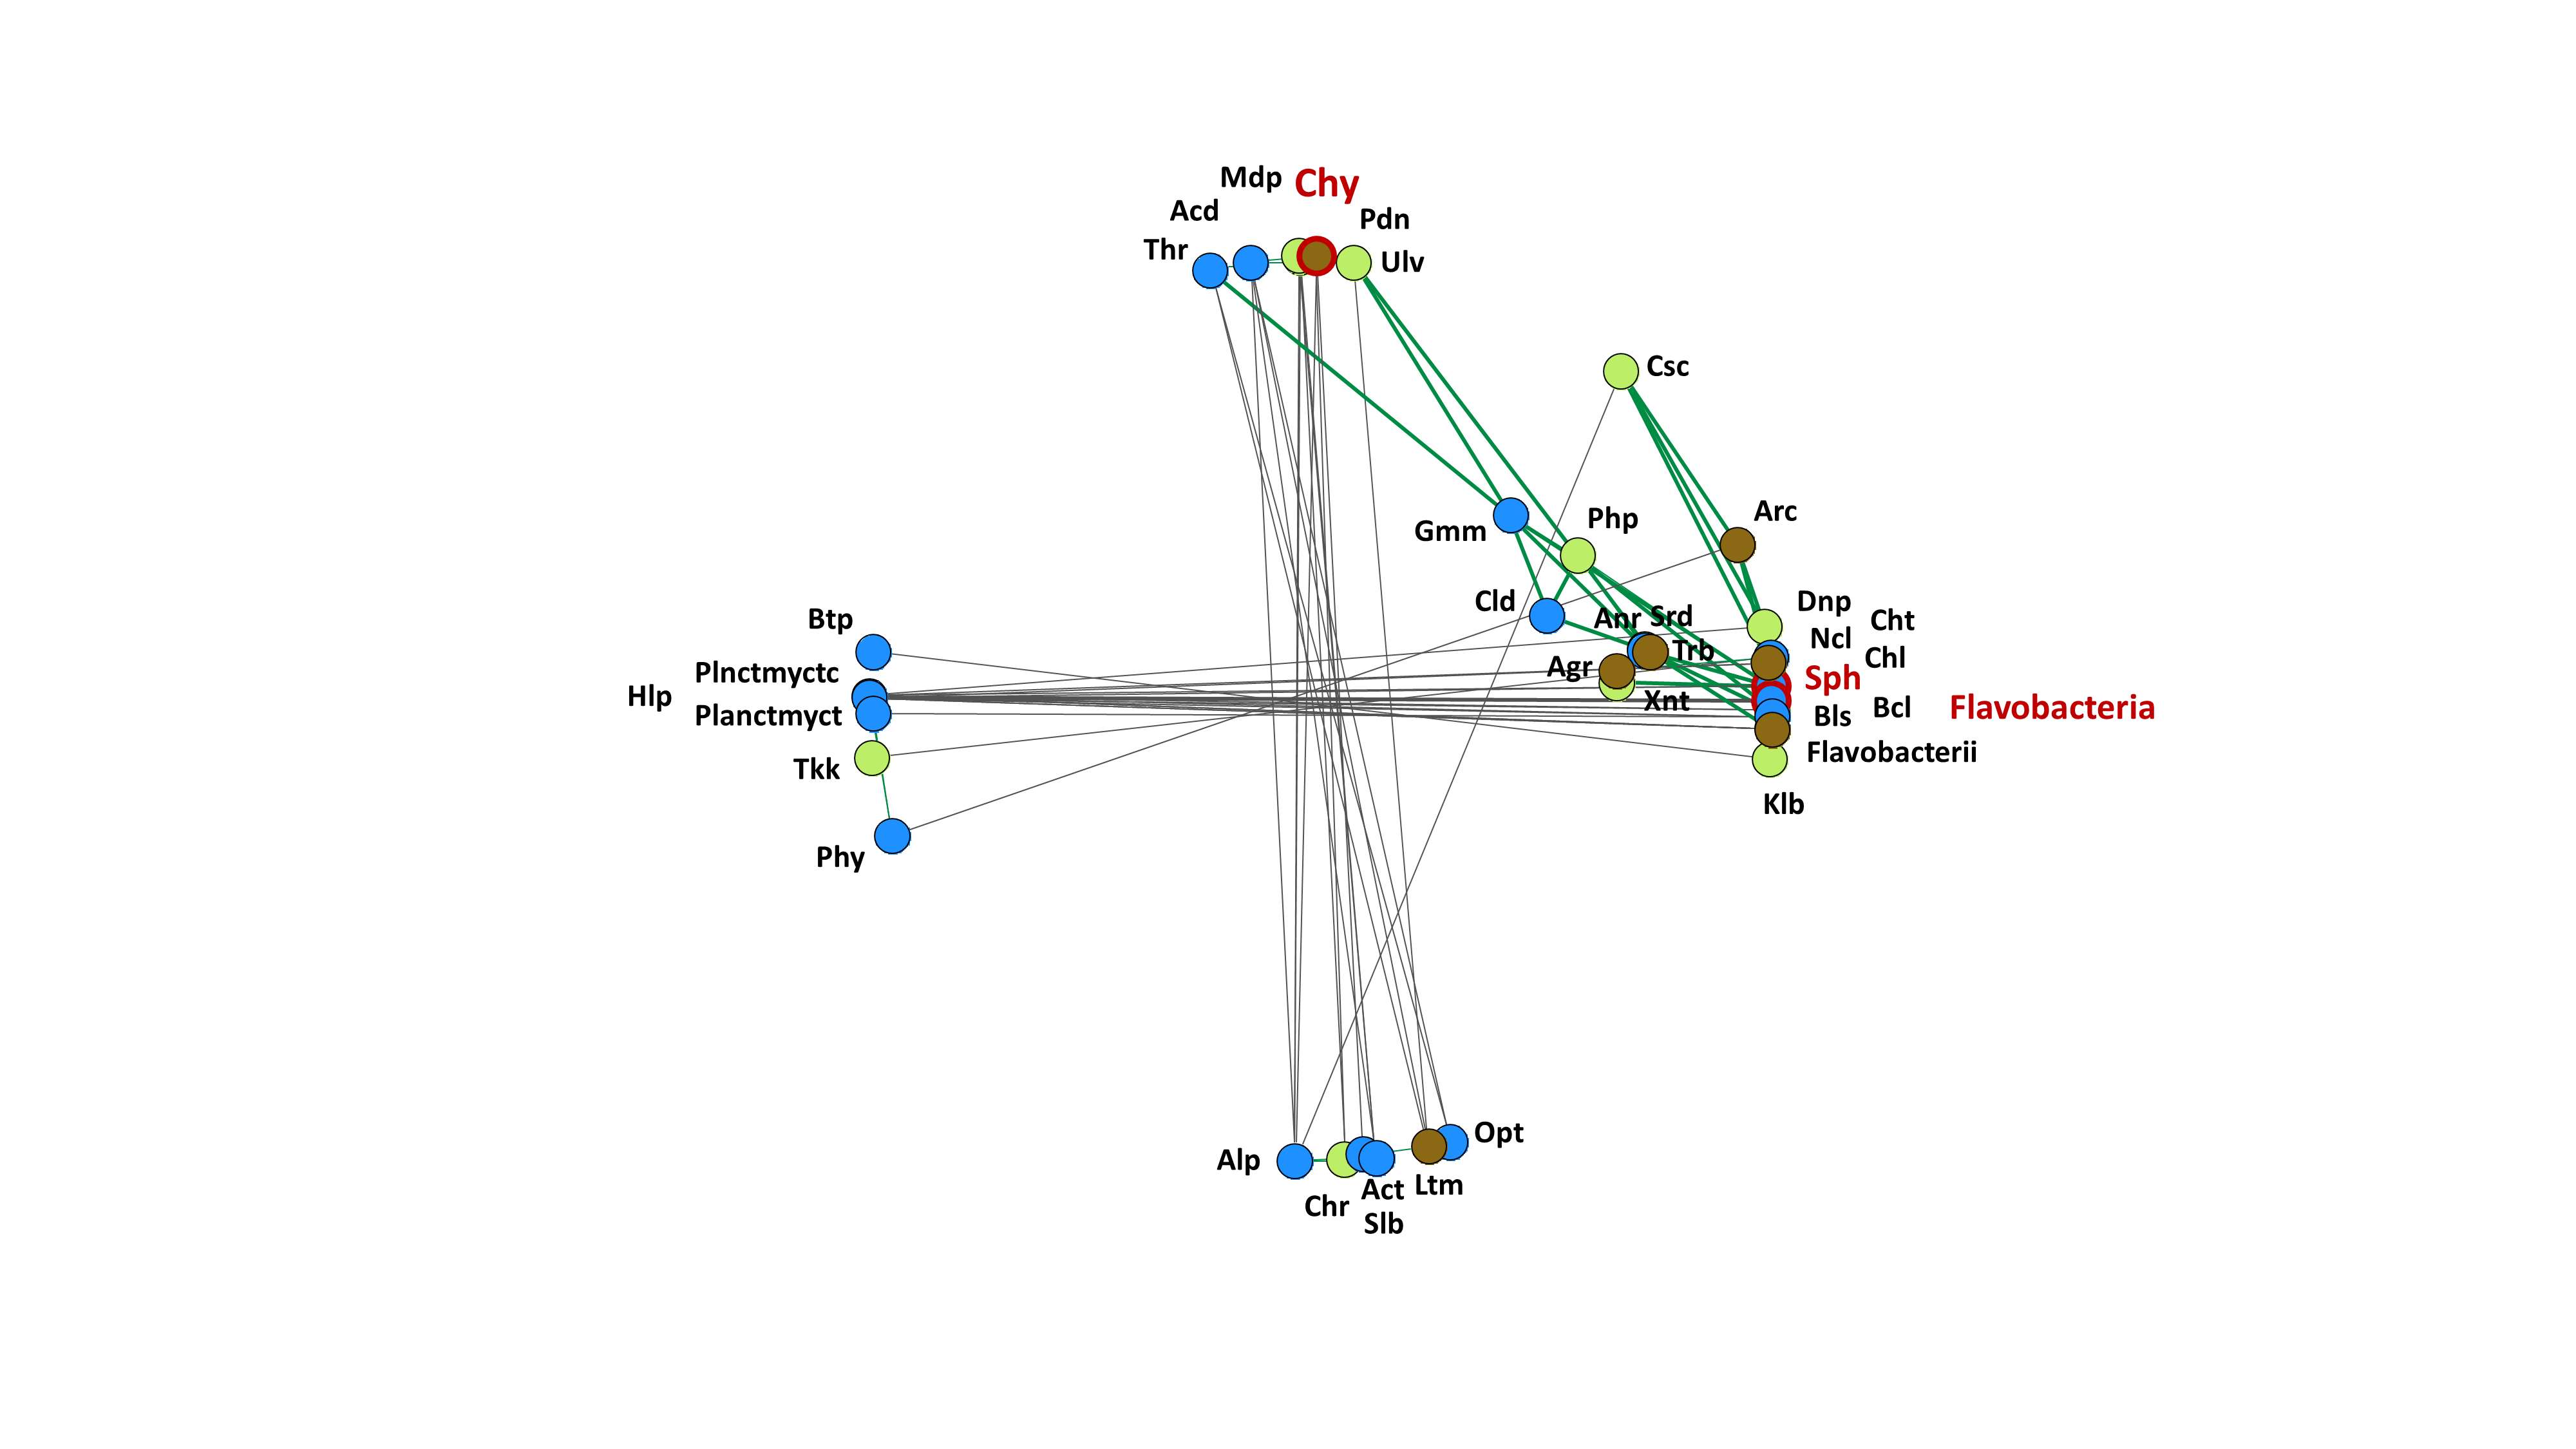 Mdp
Chy
Acd
Pdn
Thr
Ulv
Csc
Arc
Php
Gmm
Cld
Dnp
Anr
Srd
Btp
Cht
Ncl
Trb
Chl
Agr
Plnctmyctc
Sph
Hlp
Xnt
Flavobacteria
Bcl
Planctmyct
Bls
Flavobacterii
Tkk
Klb
Phy
Opt
Alp
Ltm
Act
Chr
Slb